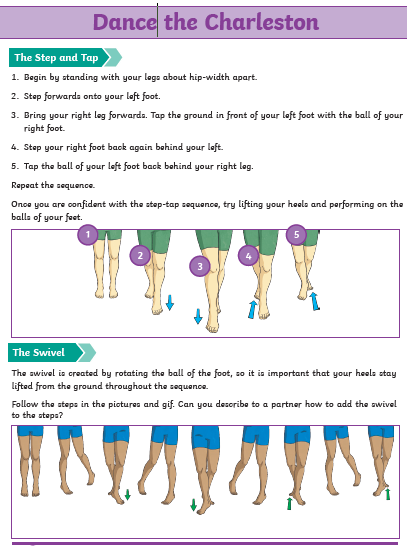 Dance the Charleston
The Step and Tap
1. Begin by standing with your legs about hip-width apart.
2. Step forwards onto your left foot.
3. Bring your right leg forwards. Tap the ground in front of your left foot with the ball of your
right foot.
4. Step your right foot back again behind your left.
5. Tap the ball of your left foot back behind your right leg.
Repeat the sequence.
Once you are confident with the step-tap sequence, try lifting your heels and performing on the
balls of your feet.
1
2
3
4
5
The Swivel
The swivel is created by rotating the ball of the foot, so it is important that your heels stay
lifted from the ground throughout the sequence.
Follow the steps in the pictures and gif. Can you describe to a partner how to add the swivel
to the steps?